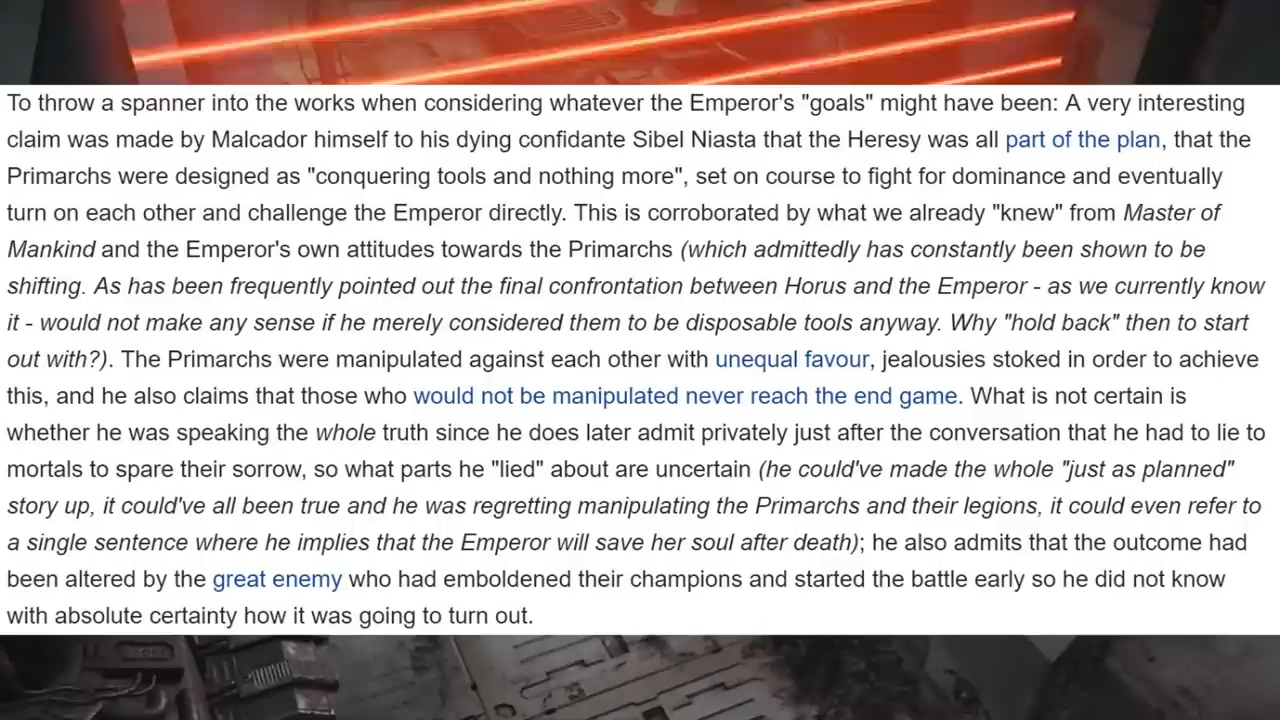 To throw a spanner into the works when considering whatever the Emperor's "goals" might have been: A very interesting
claim was made by Malcador himself to his dying confidante Sibel Niasta that the Heresy was all part of the plan, that the
Primarchs were designed as "conquering tools and nothing more", set on course to fight for dominance and eventually
turn on each other and challenge the Emperor directly. This is corroborated by what we already "knew" from Master of
Mankind and the Emperor's own attitudes towards the Primarchs (which admittedly has constantly been shown to be
shifting. As has been frequently pointed out the final confrontation between Horus and the Emperor - as we currently know
it - would not make any sense if he merely considered them to be disposable tools anyway. Why "hold back" then to start
out with?). The Primarchs were manipulated against each other with unequal favour, jealousies stoked in order to achieve
this, and he also claims that those who would not be manipulated never reach the end game. What is not certain is
whether he was speaking the whole truth since he does later admit privately just after the conversation that he had to lie to
mortals to spare their sorrow, so what parts he "lied" about are uncertain (he could've made the whole "just as planned"
story up, it could've all been true and he was regretting manipulating the Primarchs and their legions, it could even refer to
a single sentence where he implies that the Emperor will save her soul after death); he also admits that the outcome had
been altered by the great enemy who had emboldened their champions and started the battle early so he did not know
with absolute certainty how it was going to turn out.